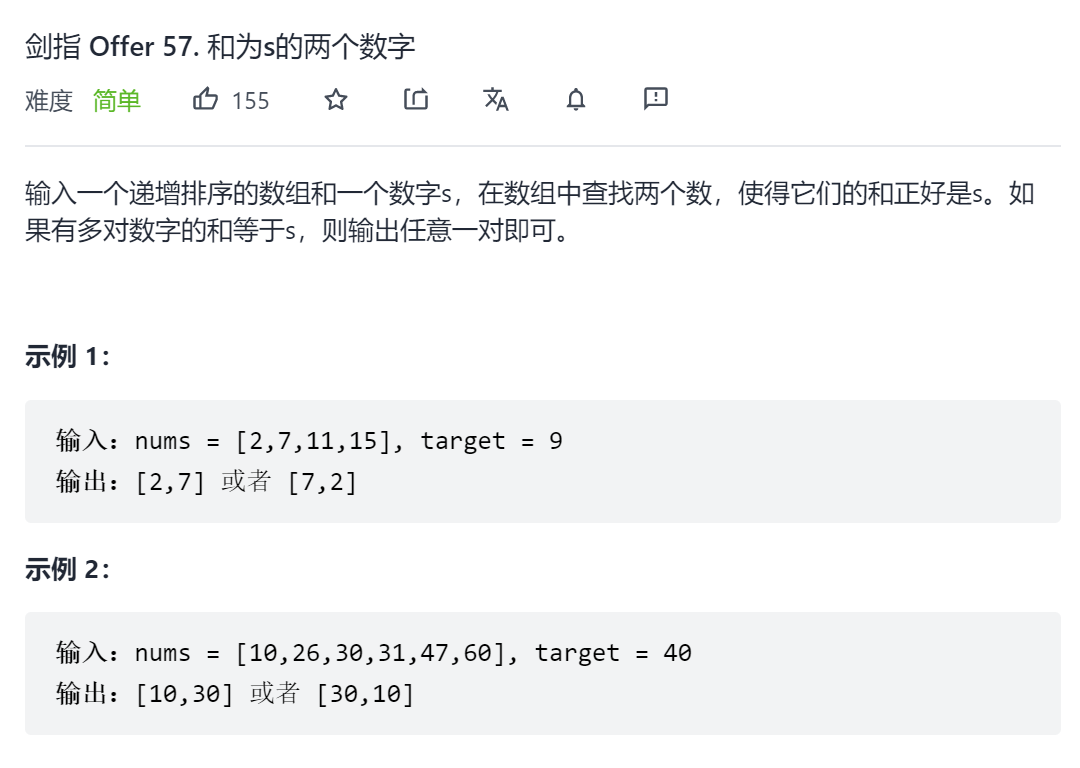 剑指 Offer 57. 和为s的两个数字
难度 简单 155
输入一个递增排序的数组和一个数字s，在数组中查找两个数，使得它们的和正好是s。如
果有多对数字的和等于s，则输出任意一对即可。
示例 1：
输入：nums = [2,7,11,15], target = 9
输出：[2,7] 或者 [7,2]
示例 2：
输入：nums = [10,26,30,31,47,60], target = 40
输出：[10,30] 或者 [30,10]